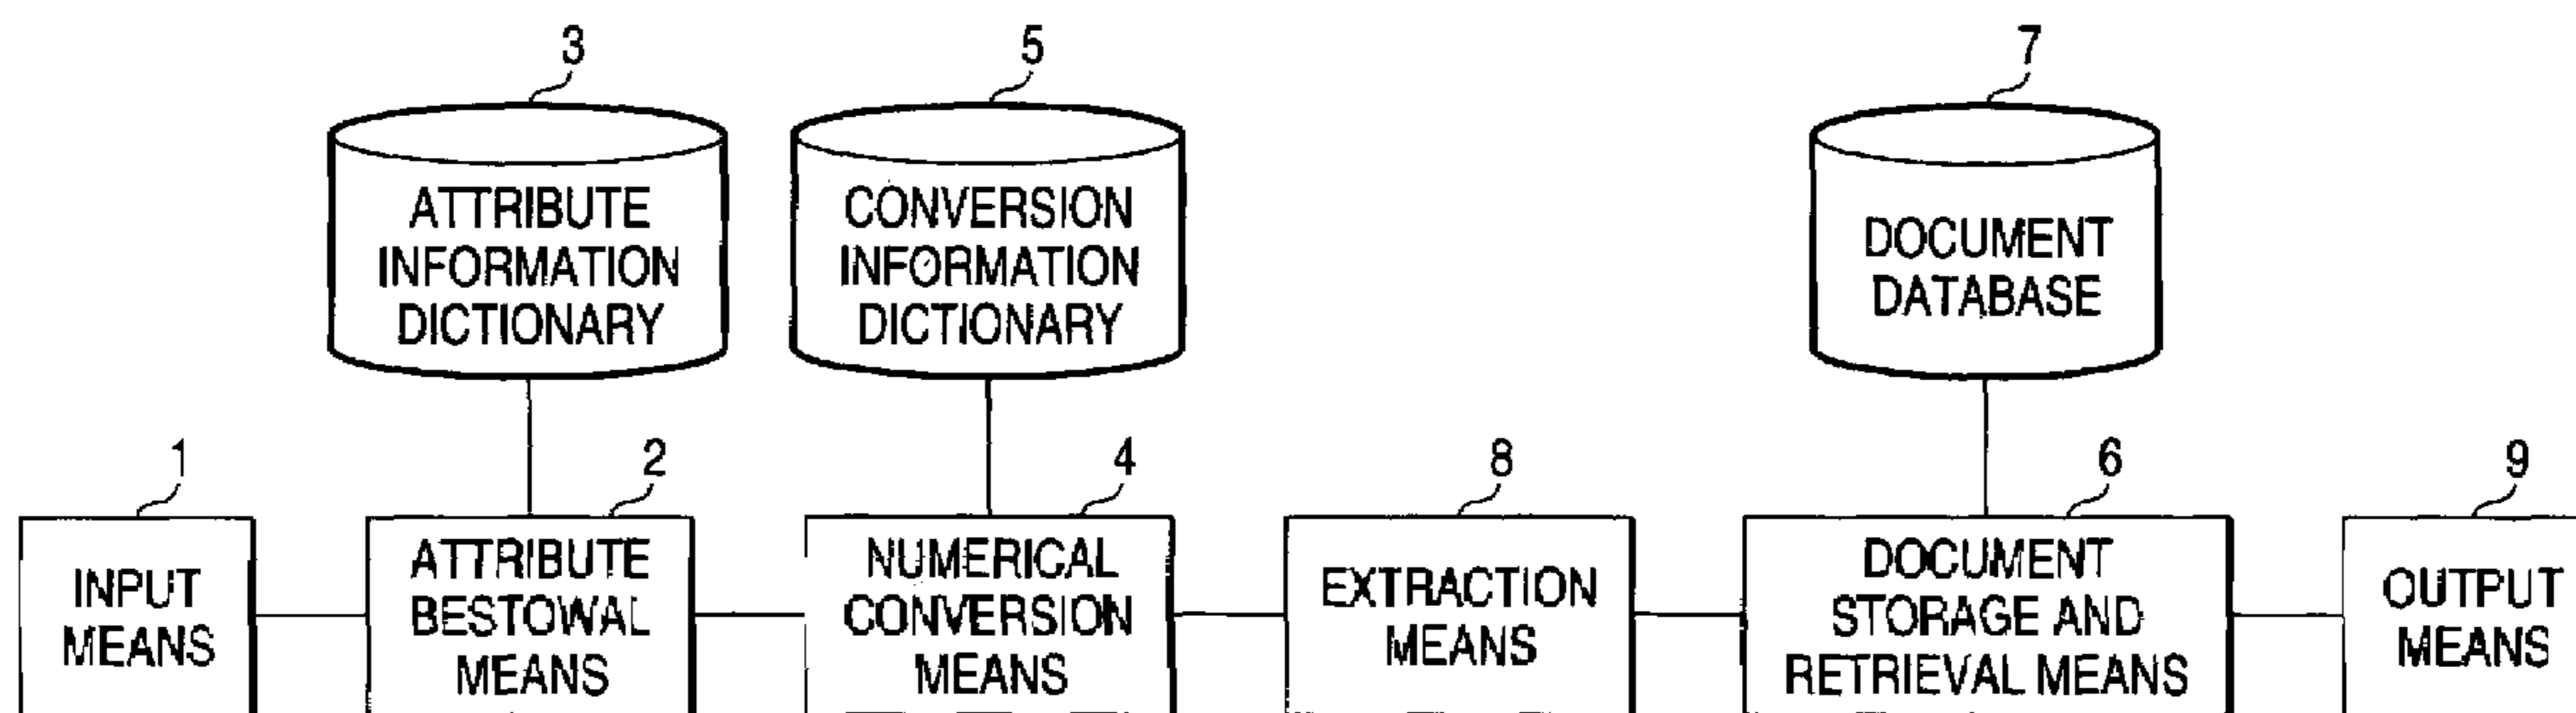 3
5
7
ATTRIBUTE
INFORMATION
DICTIONARY
CONVERSION
INFORMATION
DICTIONARY
DOCUMENT
DATABASE
1
2
4
8
6
9
INPUT
MEANS
ATTRIBUTE
BESTOWAL
MEANS
NUMERICAL
CONVERSION
MEANS
EXTRACTION
MEANS
DOCUMENT
STORAGE AND
RETRIEVAL MEANS
OUTPUT
MEANS